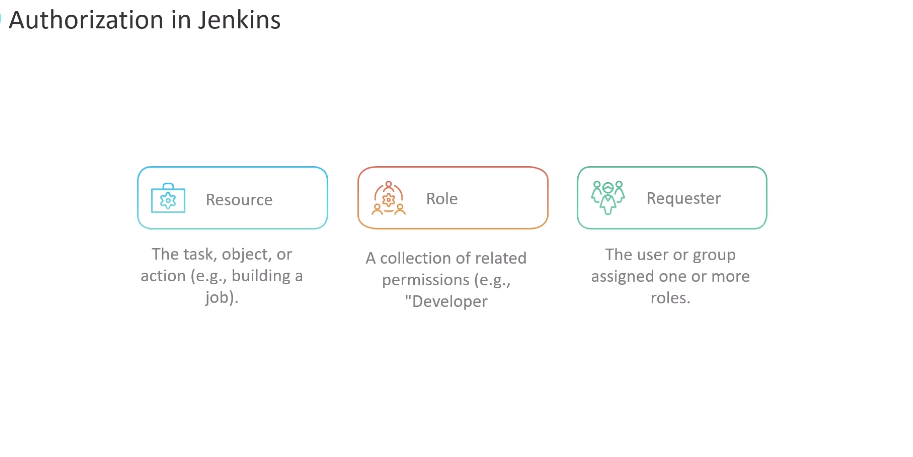 Authorization in Jenkins
Resource
The task, object, or
action (e.g., building a
job).
Role
A collection of related
permissions (e.g.,
"Developer
Requester
The user or group
assigned one or more
roles.